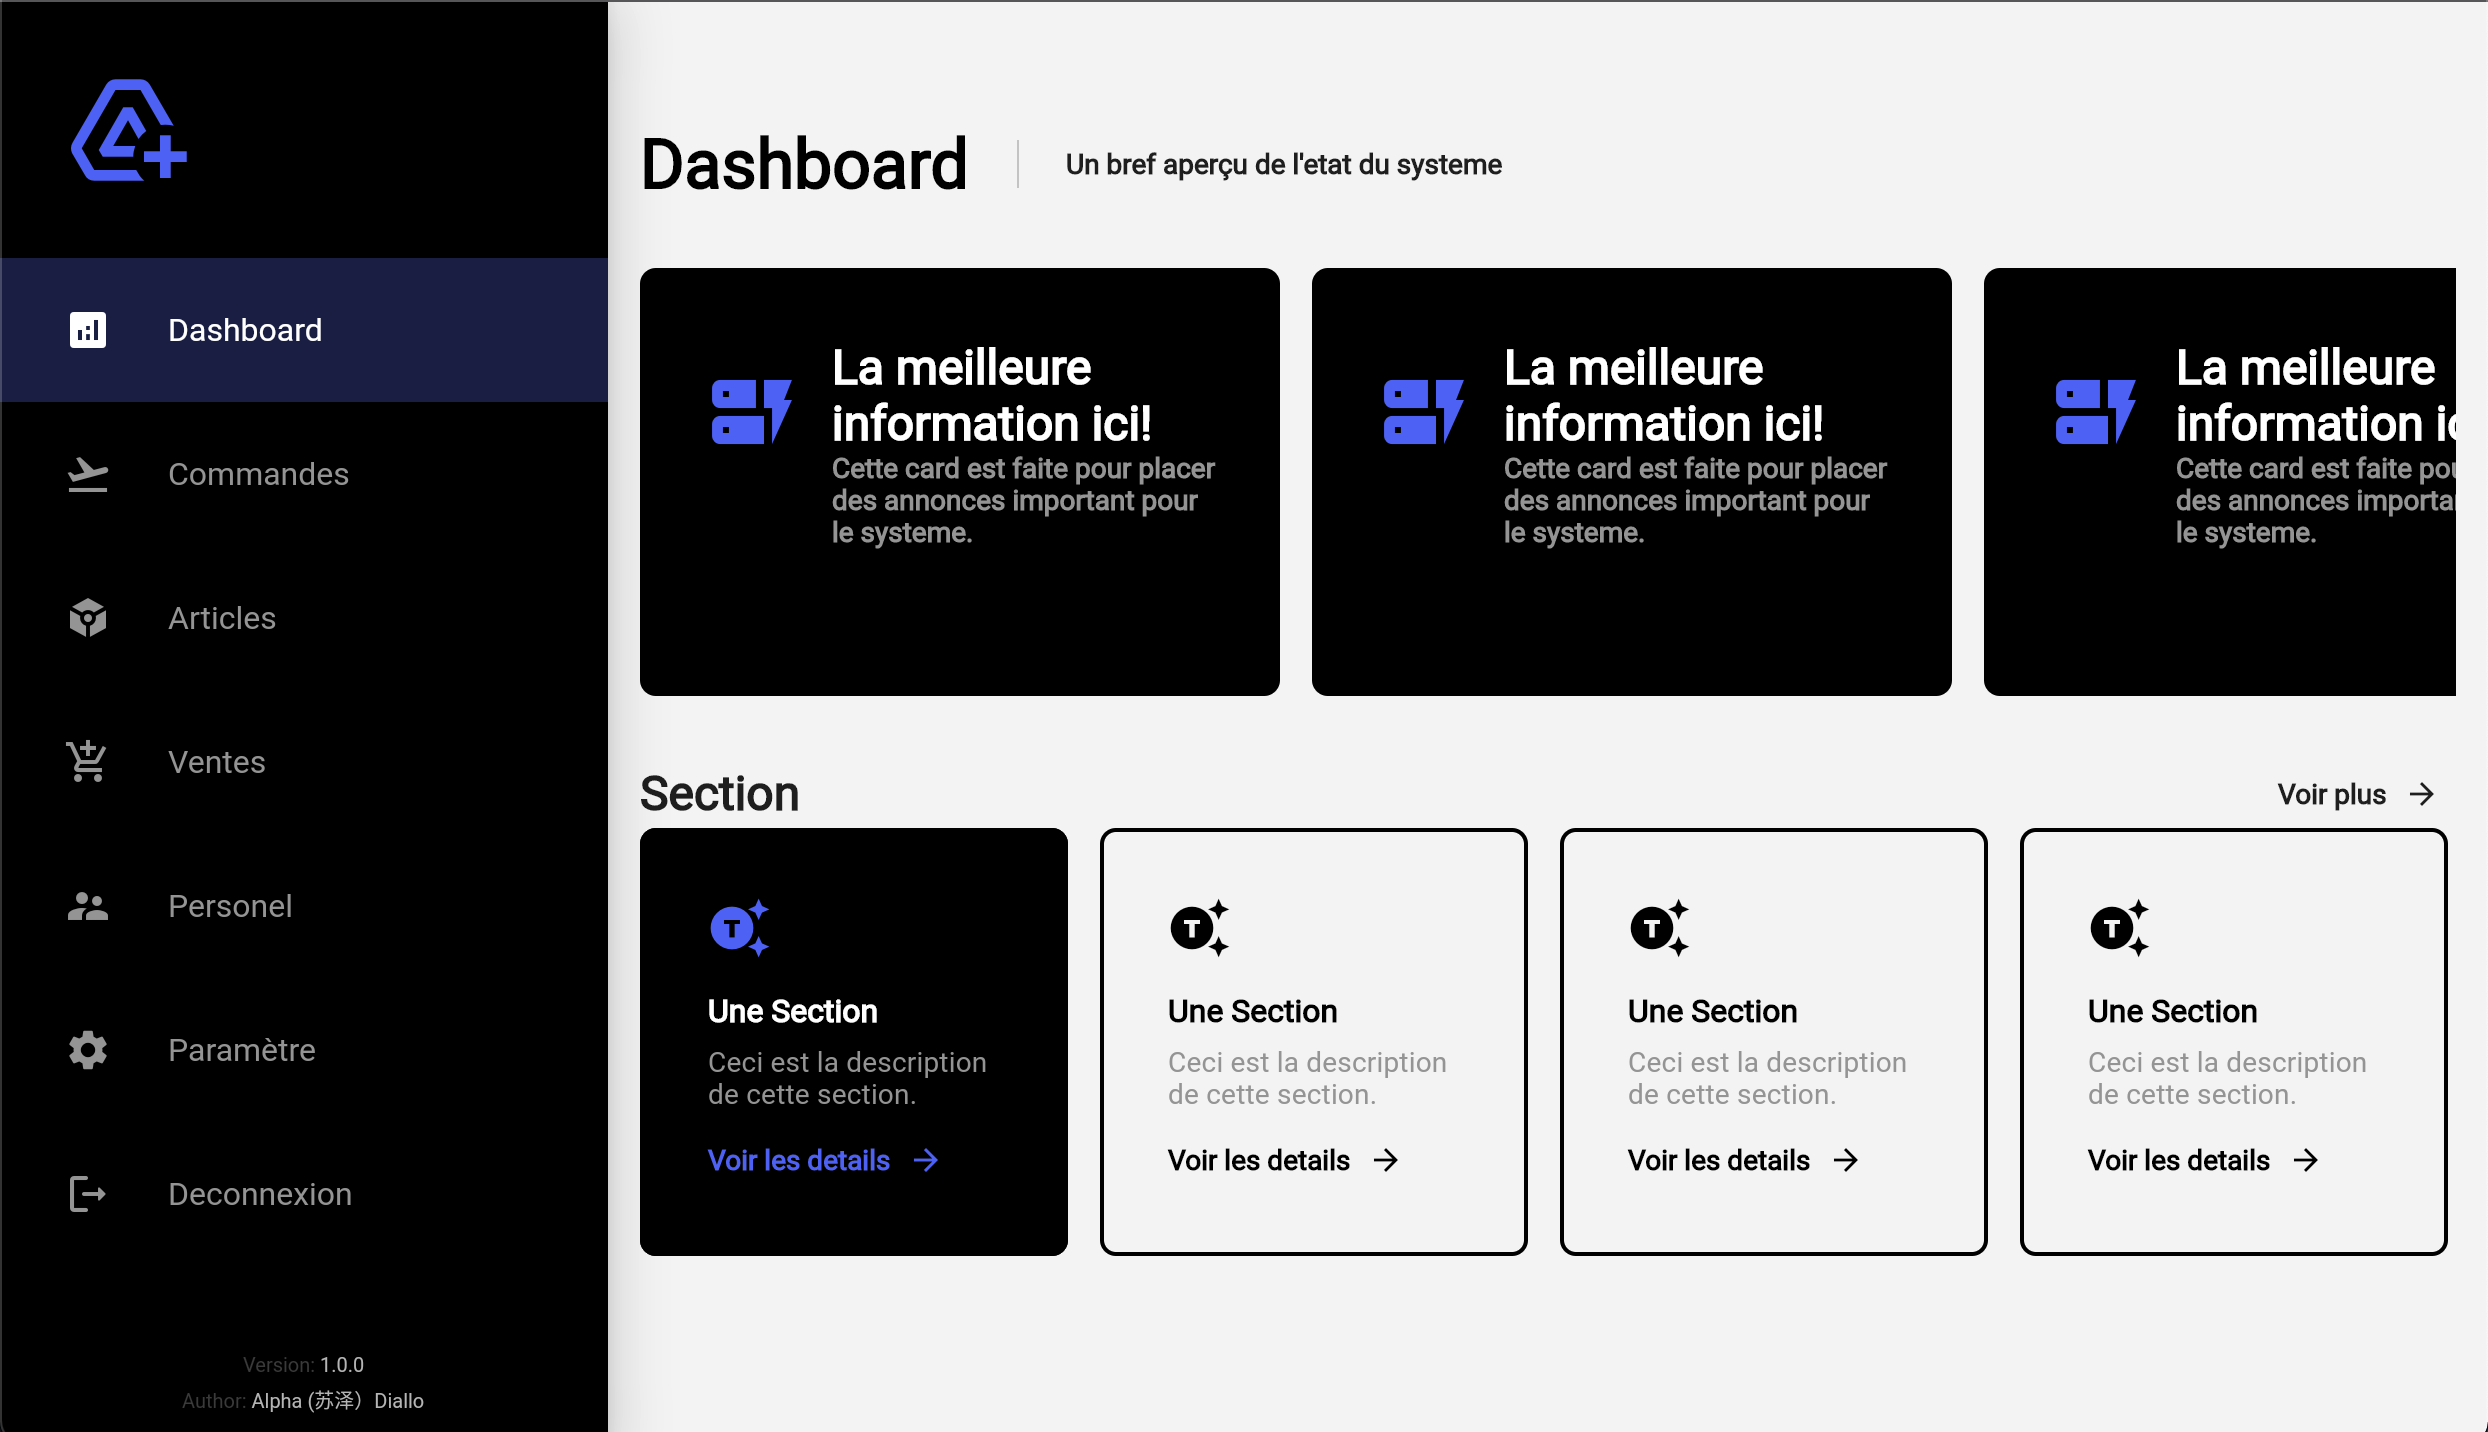 Dashboard
Commandes
Articles
Ventes
Personel
Paramètre
Deconnexion
Version: 1.0.0
Author: Alpha (苏泽）Diallo
Dashboard
Un bref aperçu de l'etat du systeme
La meilleure
information ici!
Cette card est faite pour placer
des annonces important pour
le systeme.
La meilleure
information ici!
Cette card est faite pour placer
des annonces important pour
le systeme.
La meilleure
information
Cette card est faite
des annonces
le systeme.
Section
Voir plus
Une Section
Ceci est la description
de cette section.
Voir les details
Une Section
Ceci est la description
de cette section.
Voir les details
Une Section
Ceci est la description
de cette section.
Voir les details
Une Section
Ceci est la description
de cette section.
Voir les details